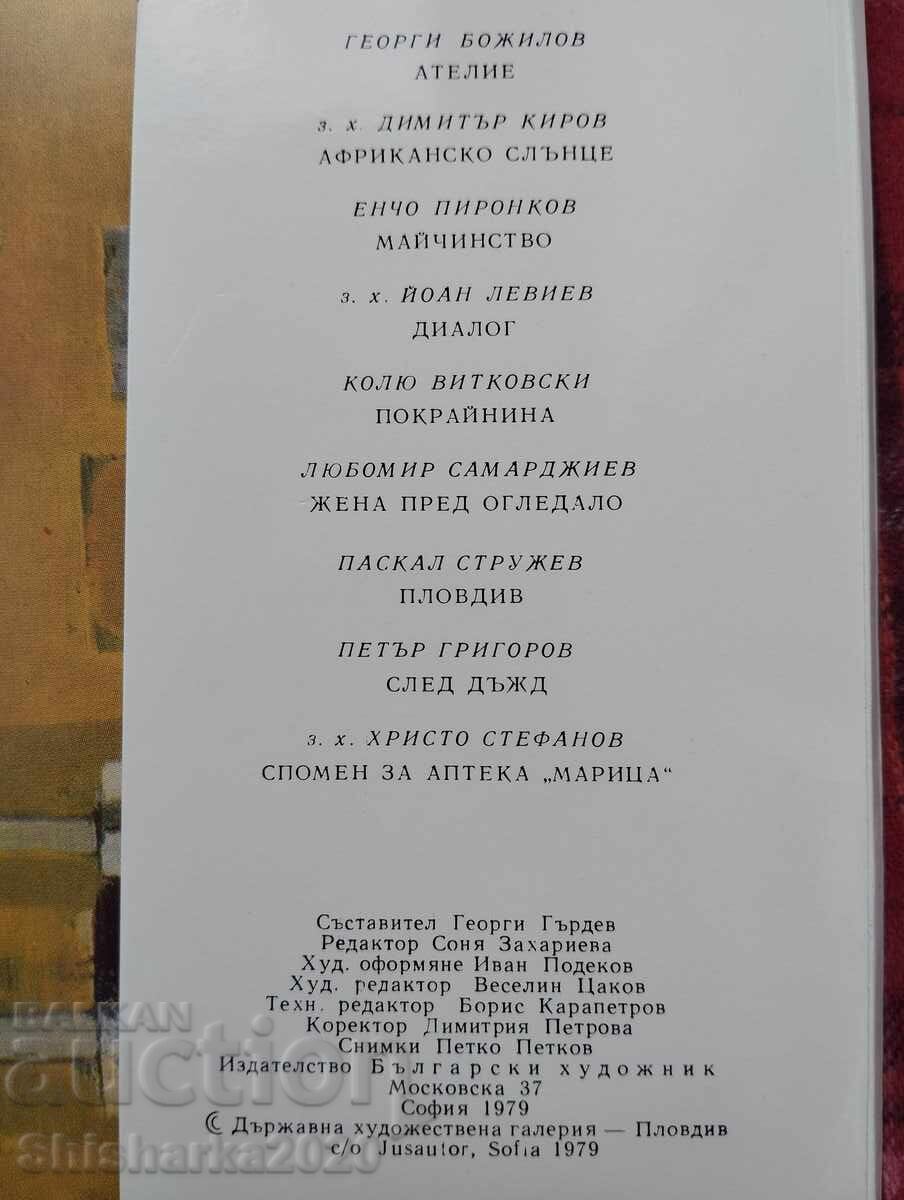 ГЕОРГИ БОЖИЛОВ
АТЕЛИЕ
з. х. ДИМИТЪР КИРОВ
АФРИКАНСКО СЛЪНЦЕ
ЕНЧО ПИРОНКОВ
МАЙЧИНСТВО
з. х. ЙОАН ЛЕВИЕВ
ДИАЛОГ
КОЛЮ ВИТКОВСКИ
ПОКРАЙНИНА
ЛЮБОМИР САМАРДЖИЕВ
ЖЕНА ПРЕД ОГЛЕДАЛО
ПАСКАЛ СТРУЖЕВ
ПЛОВДИВ
ПЕТЪР ГРИГОРОВ
СЛЕД ДЪЖД
з. х. ХРИСТО СТЕФАНОВ
СПОМЕН ЗА АПТЕКА „МАРИЦА“
Съставител Георги Гърдев
Редактор Соня Захариева
Худ. оформяне Иван Подеков
Худ. редактор Веселин Цаков
Техн. редактор Борис Карапетров
Коректор Димитрия Петрова
Снимки Петко Петков
Издателство Български художник
Московска 37
София 1979
© Държавна художествена галерия — Пловдив
c/o Jusautor, Sofia 1979
BALKAN
auction
Shisharka2020